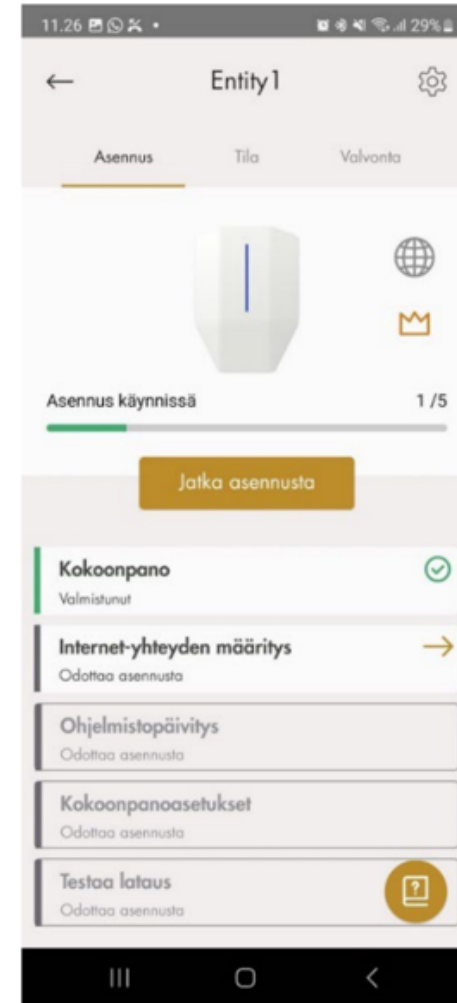 11.26 29%
Entity1
Asennus Tila Valvonta
Asennus käynnissä 1 /5
Jatka asennusta
Kokoonpano
Valmistunut
Internet-yhteyden määritys
Odottaa asennusta
Ohjelmistopäivitys
Odottaa asennusta
Kokoonpanoasetukset
Odottaa asennusta
Testaa lataus
Odottaa asennusta
?